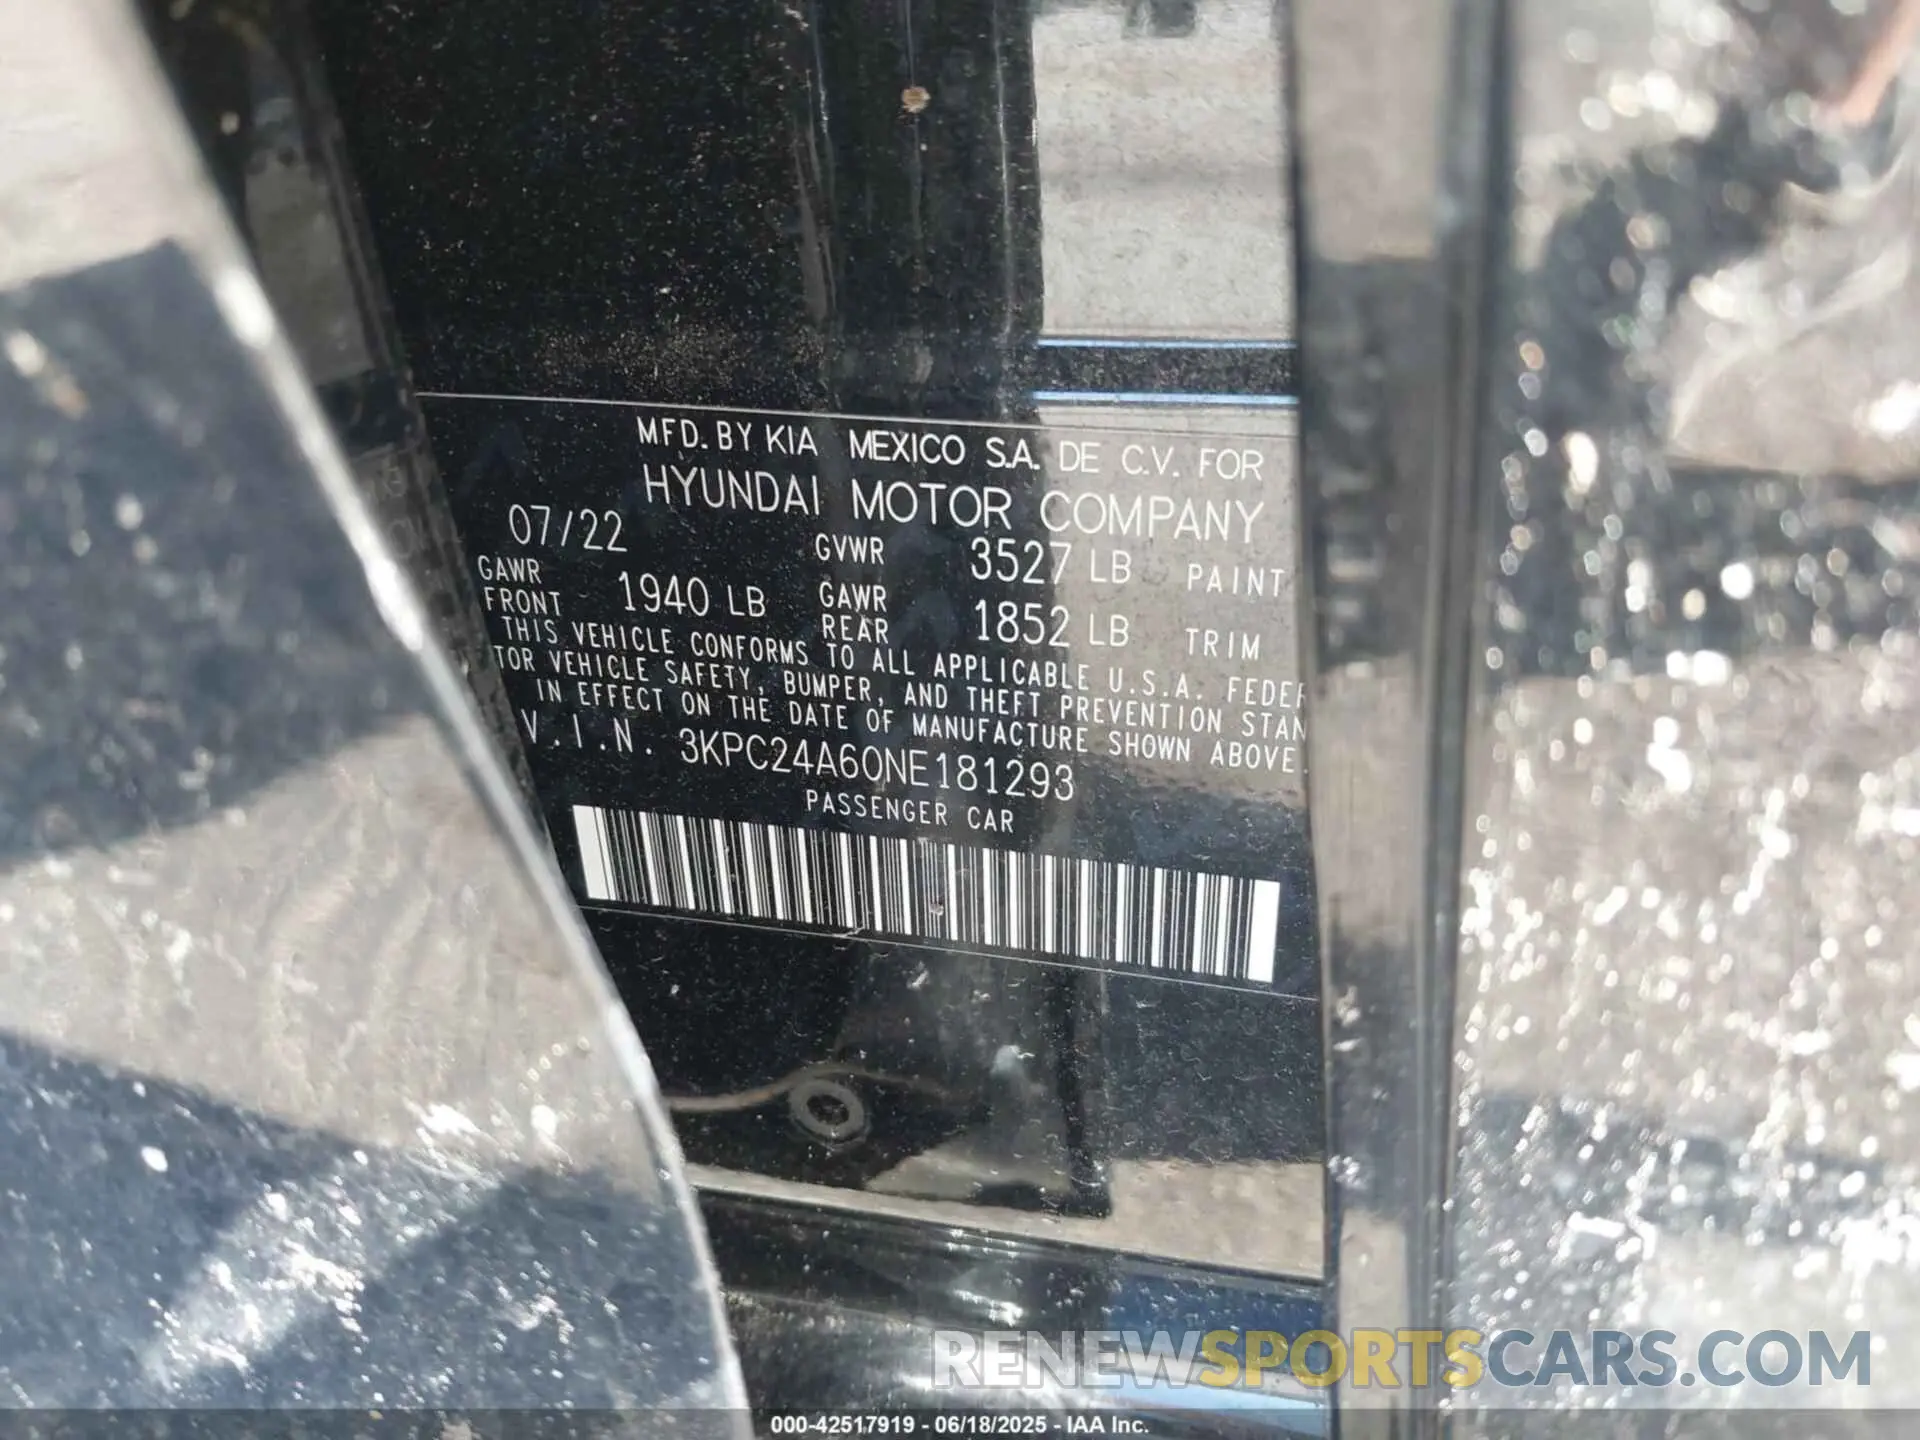 MFD. BY KIA MEXICO S.A. DE C.V. FOR
HYUNDAI MOTOR COMPANY
07/22 GVWR 3527 LB PAINT
GAWR FRONT 1940 LB GAWR REAR 1852 LB TRIM
THIS VEHICLE CONFORMS TO ALL APPLICABLE U.S.A. FEDER
TOR VEHICLE SAFETY, BUMPER, AND THEFT PREVENTION STAN
IN EFFECT ON THE DATE OF MANUFACTURE SHOWN ABOVE.
V.I.N. 3KPC24A60NE181293
PASSENGER CAR
RENEWSPORTSCARS.COM
000-42517919 - 06/18/2025 - IAA Inc.